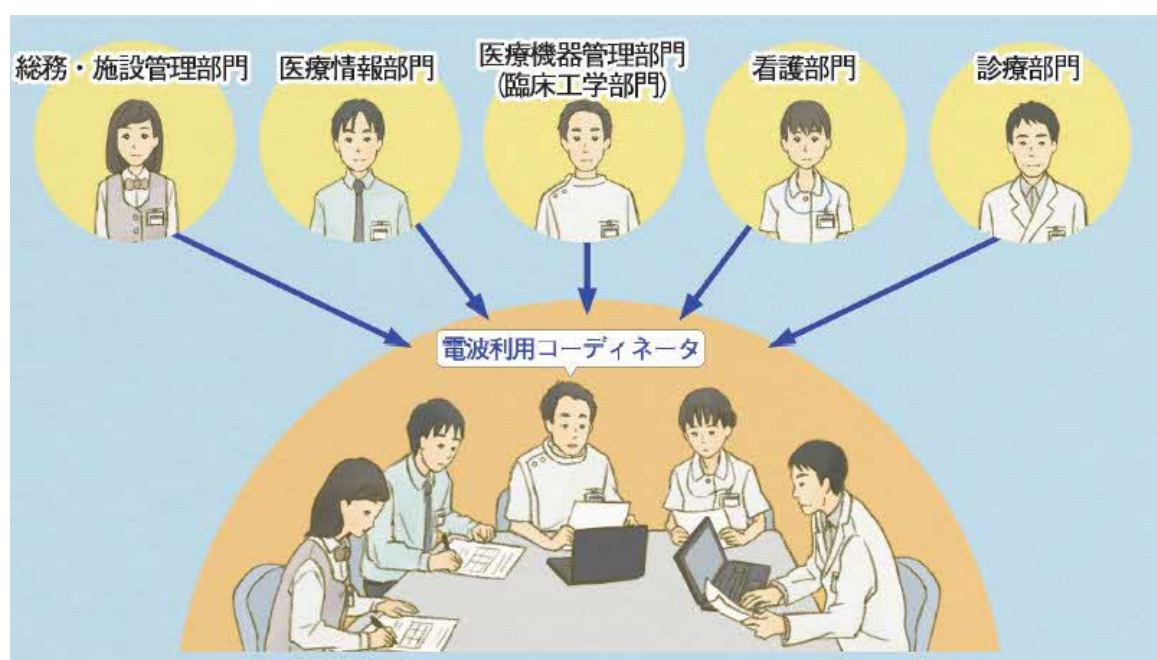 総務・施設管理部門
医療情報部門
医療機器管理部門
(臨床工学部門)
看護部門
診療部門
電波利用コーディネータ